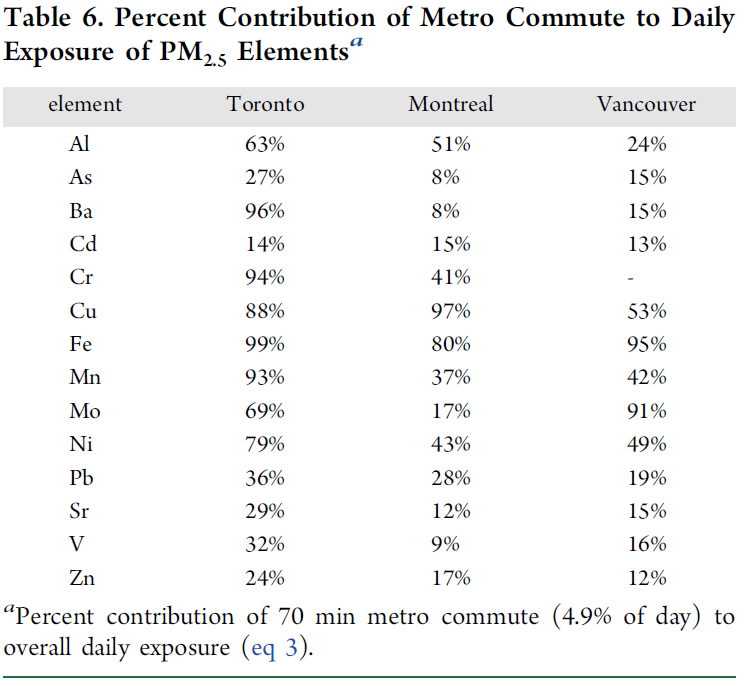 Table 6. Percent Contribution of Metro Commute to Daily
Exposure of PM2.5 Elementsa
element Toronto Montreal Vancouver
Al 63% 51% 24%
As 27% 8% 15%
Ba 96% 8% 15%
Cd 14% 15% 13%
Cr 94% 41% -
Cu 88% 97% 53%
Fe 99% 80% 95%
Mn 93% 37% 42%
Mo 69% 17% 91%
Ni 79% 43% 49%
Pb 36% 28% 19%
Sr 29% 12% 15%
V 32% 9% 16%
Zn 24% 17% 12%
aPercent contribution of 70 min metro commute (4.9% of day) to
overall daily exposure (eq 3).